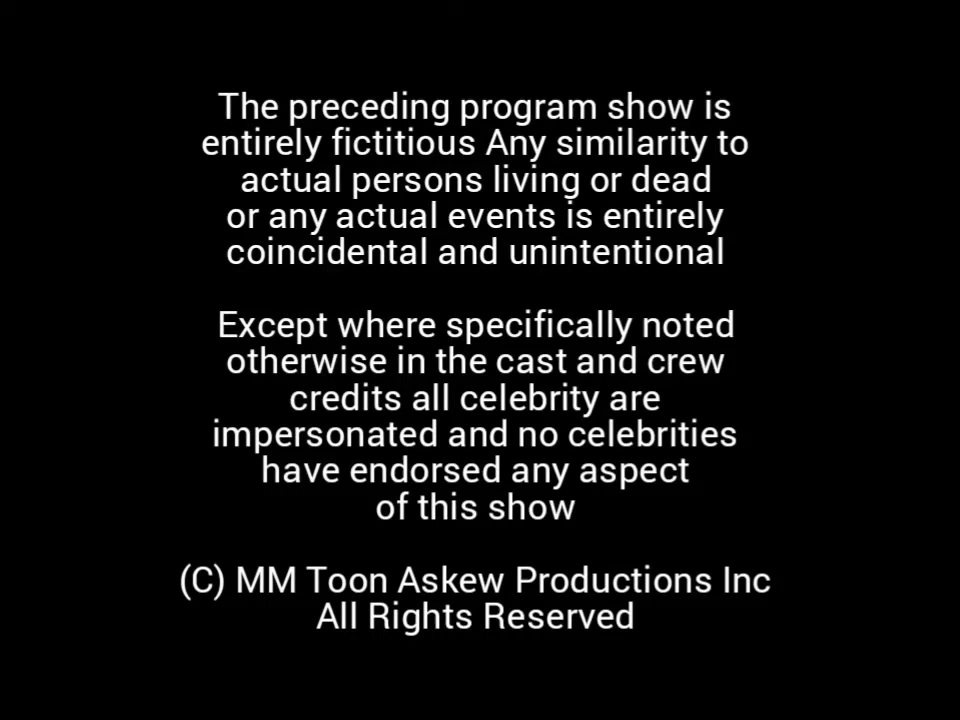 The preceding program show is
entirely fictitious Any similarity to
actual persons living or dead
or any actual events is entirely
coincidental and unintentional
Except where specifically noted
otherwise in the cast and crew
credits all celebrity are
impersonated and no celebrities
have endorsed any aspect
of this show
(C) MM Toon Askew Productions Inc
All Rights Reserved